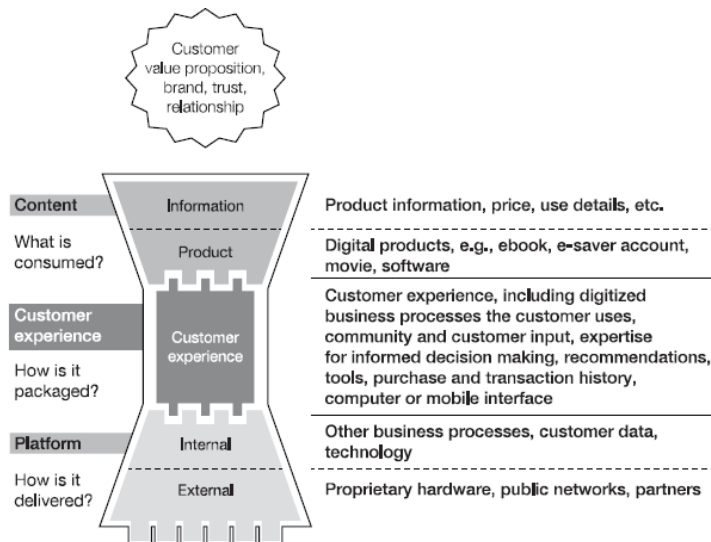 Customer
value proposition,
brand, trust,
relationship
Content
What is
consumed?
Information
Product
Product information, price, use details, etc.
Digital products, e.g., ebook, e-saver account,
movie, software
Customer
experience
How is it
packaged?
Customer
experience
Customer experience, including digitized
business processes the customer uses,
community and customer input, expertise
for informed decision making, recommendations,
tools, purchase and transaction history,
computer or mobile interface
Platform
How is it
delivered?
Internal
External
Other business processes, customer data,
technology
Proprietary hardware, public networks, partners